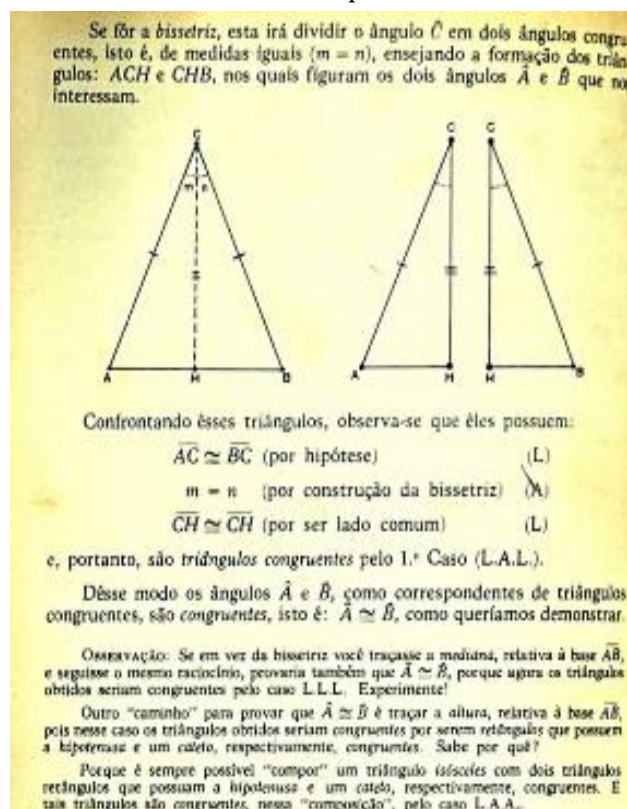 Se fôr a bissetriz, esta irá dividir o ângulo Ĉ em dois ângulos congru
entes, isto é, de medidas iguais (m = n), ensejando a formação dos triân
gulos: ACH e CHB, nos quais figuram os dois ângulos Â e B̂ que nos
interessam.
C C C
m n
A H B A H H B
Confrontando êsses triângulos, observa-se que êles possuem:
A̅C̅ ≃ B̅C̅ (por hipótese) (L)
m = n (por construção da bissetriz) (A)
C̅H̅ ≃ C̅H̅ (por ser lado comum) (L)
e, portanto, são triângulos congruentes pelo 1.º Caso (L.A.L.).
Dêsse modo os ângulos Â e B̂, como correspondentes de triângulos
congruentes, são congruentes, isto é: Â ≃ B̂, como queríamos demonstrar.
OBSERVAÇÃO: Se em vez da bissetriz você traçasse a mediana, relativa à base A̅B̅,
e seguisse o mesmo raciocínio, provaria também que Â ≃ B̂, porque agora os triângulos
obtidos seriam congruentes pelo caso L.L.L. Experimente!
Outro "caminho" para provar que Â ≃ B̂ é traçar a altura, relativa à base A̅B̅,
pois nesse caso os triângulos obtidos seriam congruentes por serem retângulos que possuem
a hipotenusa e um cateto, respectivamente, congruentes. Sabe por quê?
Porque é sempre possível "compor" um triângulo isósceles com dois triângulos
retângulos que possuam a hipotenusa e um cateto, respectivamente, congruentes. E
tais triângulos são congruentes, nessa "composição", pelo caso L.A.A.